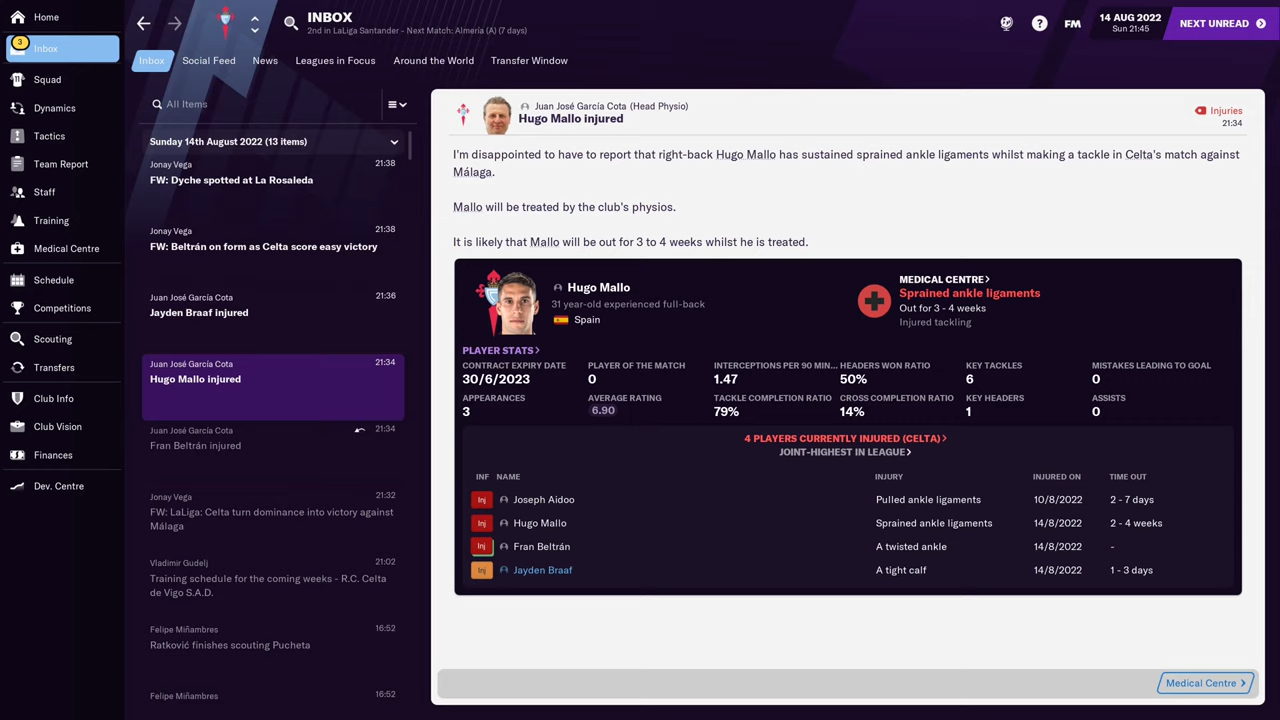 Home
INBOX
2nd in LaLiga Santander - Next Match: Almería (A) (7 days)
FM
14 AUG 2022
Sun 21:45
NEXT UNREAD
3
Inbox
Squad
Dynamics
Tactics
Team Report
Staff
Training
Medical Centre
Schedule
Competitions
Scouting
Transfers
Club Info
Club Vision
Finances
Dev. Centre
Inbox
Social Feed
News
Leagues in Focus
Around the World
Transfer Window
All Items
Sunday 14th August 2022 (13 items)
Jonay Vega 21:38
FW: Dyche spotted at La Rosaleda
Jonay Vega 21:38
FW: Beltrán on form as Celta score easy victory
Juan José García Cota 21:36
Jayden Braaf injured
Juan José García Cota 21:34
Hugo Mallo injured
Juan José García Cota 21:34
Fran Beltrán injured
Jonay Vega 21:32
FW: LaLiga: Celta turn dominance into victory against
Málaga
Vladimir Gudelj 21:02
Training schedule for the coming weeks - R.C. Celta
de Vigo S.A.D.
Felipe Miñambres 16:52
Ratković finishes scouting Pucheta
Felipe Miñambres 16:52
Juan José García Cota (Head Physio)
Hugo Mallo injured
Injuries
21:34
I'm disappointed to have to report that right-back Hugo Mallo has sustained sprained ankle ligaments whilst making a tackle in Celta's match against
Málaga.
Mallo will be treated by the club's physios.
It is likely that Mallo will be out for 3 to 4 weeks whilst he is treated.
Hugo Mallo
31 year-old experienced full-back
Spain
MEDICAL CENTRE
Sprained ankle ligaments
Out for 3 - 4 weeks
Injured tackling
PLAYER STATS
CONTRACT EXPIRY DATE PLAYER OF THE MATCH INTERCEPTIONS PER 90 MIN... HEADERS WON RATIO KEY TACKLES MISTAKES LEADING TO GOAL
30/6/2023 0 1.47 50% 6 0
APPEARANCES AVERAGE RATING TACKLE COMPLETION RATIO CROSS COMPLETION RATIO KEY HEADERS ASSISTS
3 6.90 79% 14% 1 0
4 PLAYERS CURRENTLY INJURED (CELTA)
JOINT-HIGHEST IN LEAGUE
INF NAME INJURY INJURED ON TIME OUT
Inj Joseph Aidoo Pulled ankle ligaments 10/8/2022 2 - 7 days
Inj Hugo Mallo Sprained ankle ligaments 14/8/2022 2 - 4 weeks
Inj Fran Beltrán A twisted ankle 14/8/2022 -
Inj Jayden Braaf A tight calf 14/8/2022 1 - 3 days
Medical Centre